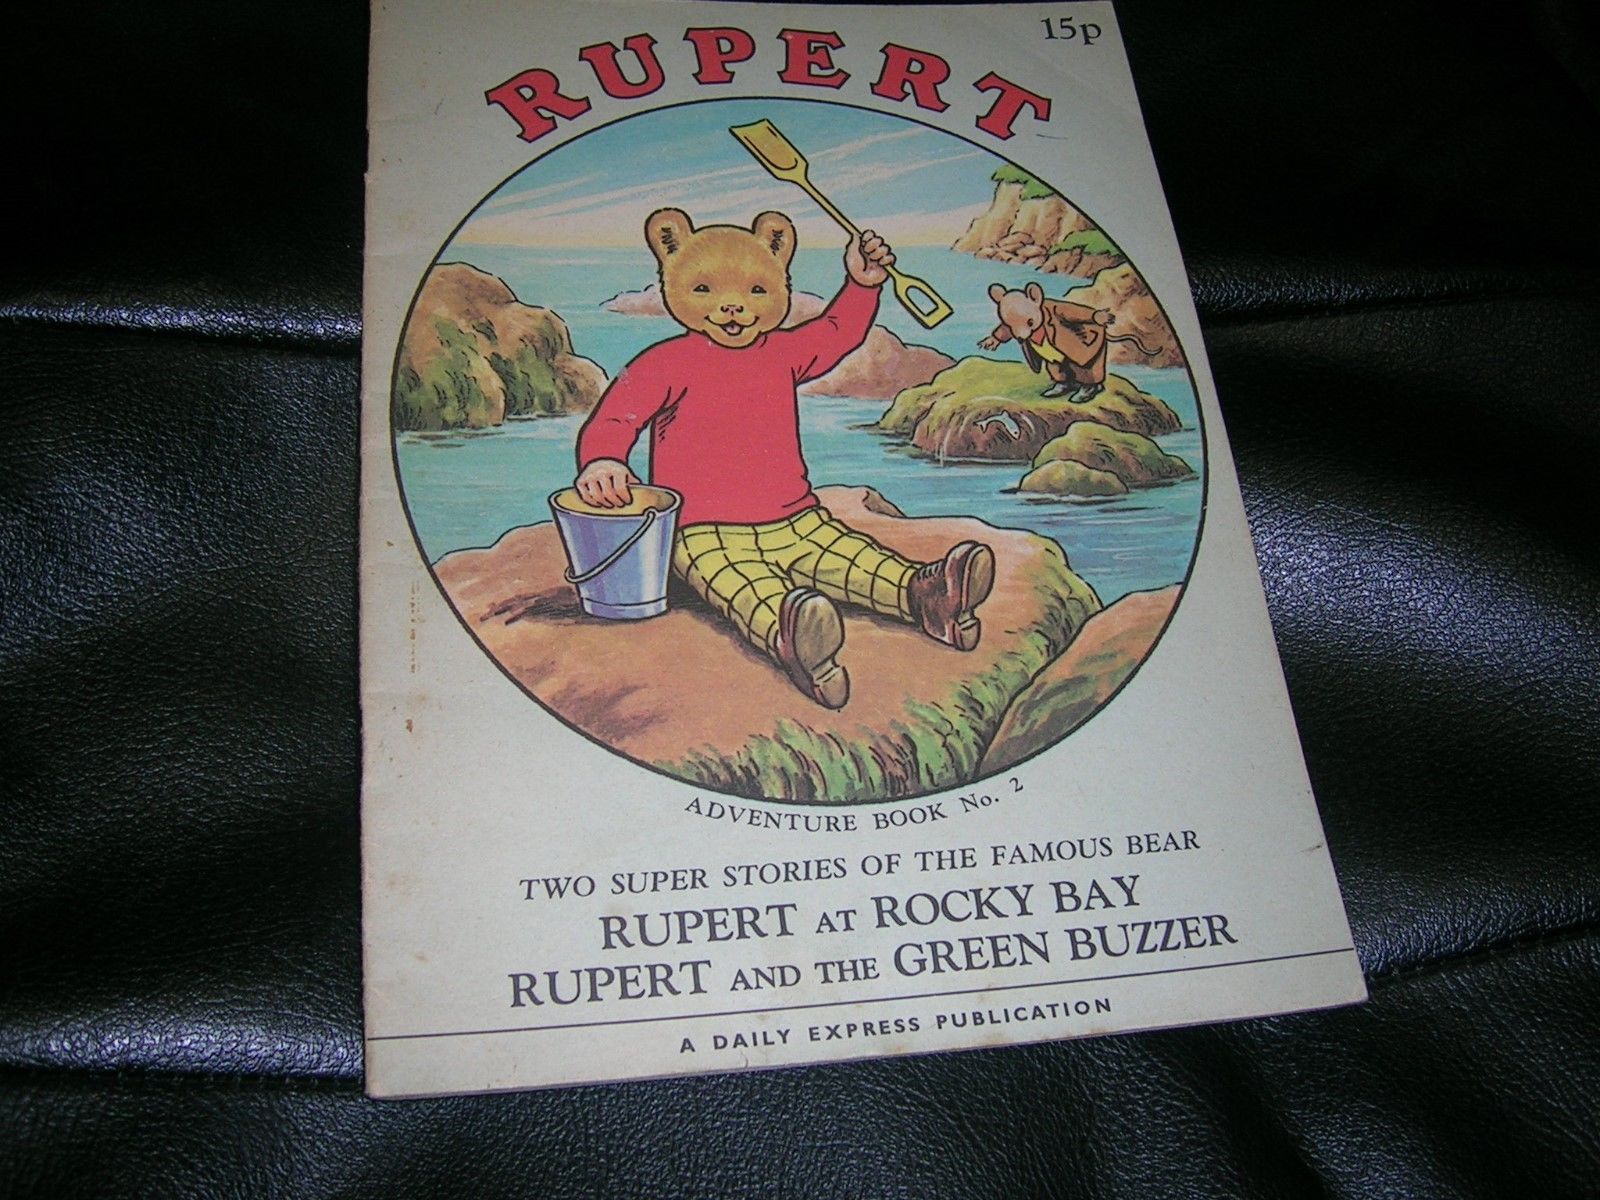 15p
RUPERT
ADVENTURE BOOK No. 2
TWO SUPER STORIES OF THE FAMOUS BEAR
RUPERT AT ROCKY BAY
RUPERT AND THE GREEN BUZZER
A DAILY EXPRESS PUBLICATION